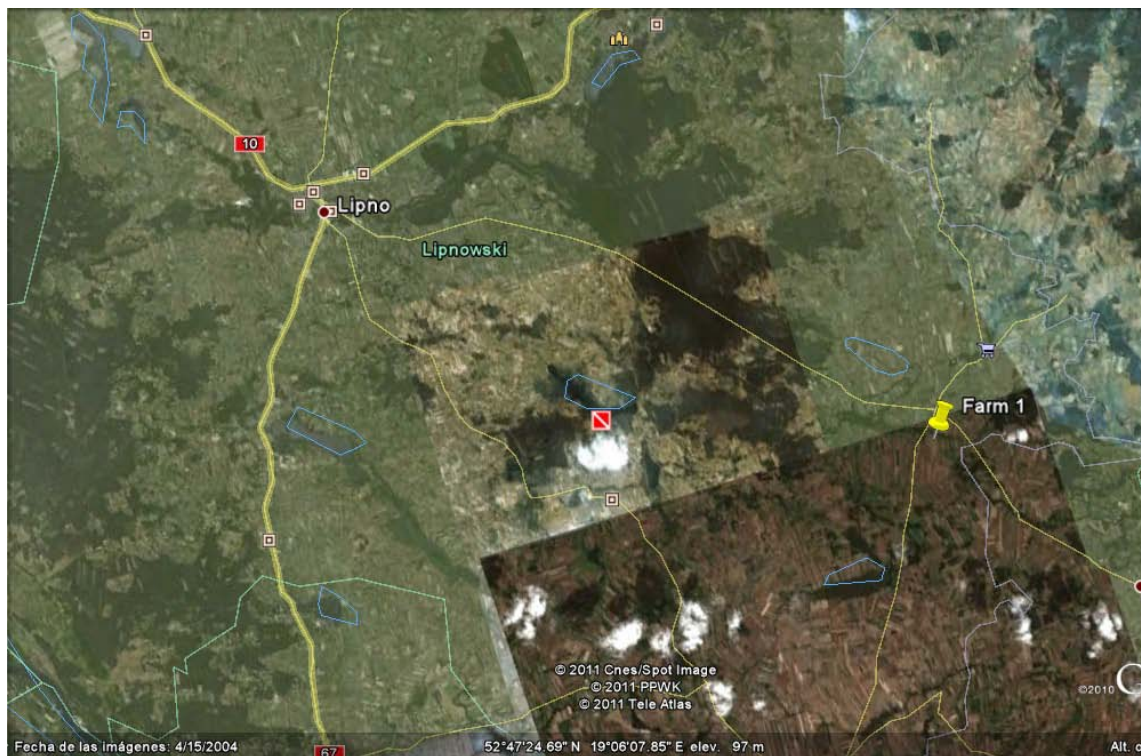 10
Lipno
Lipnowski
Farm 1
© 2011 Cnes/Spot Image
© 2011 PPWK
© 2011 Tele Atlas
©2010
67
Fecha de las imágenes: 4/15/2004
52°47'24.69" N 19°06'07.85" E elev. 97 m
Alt.